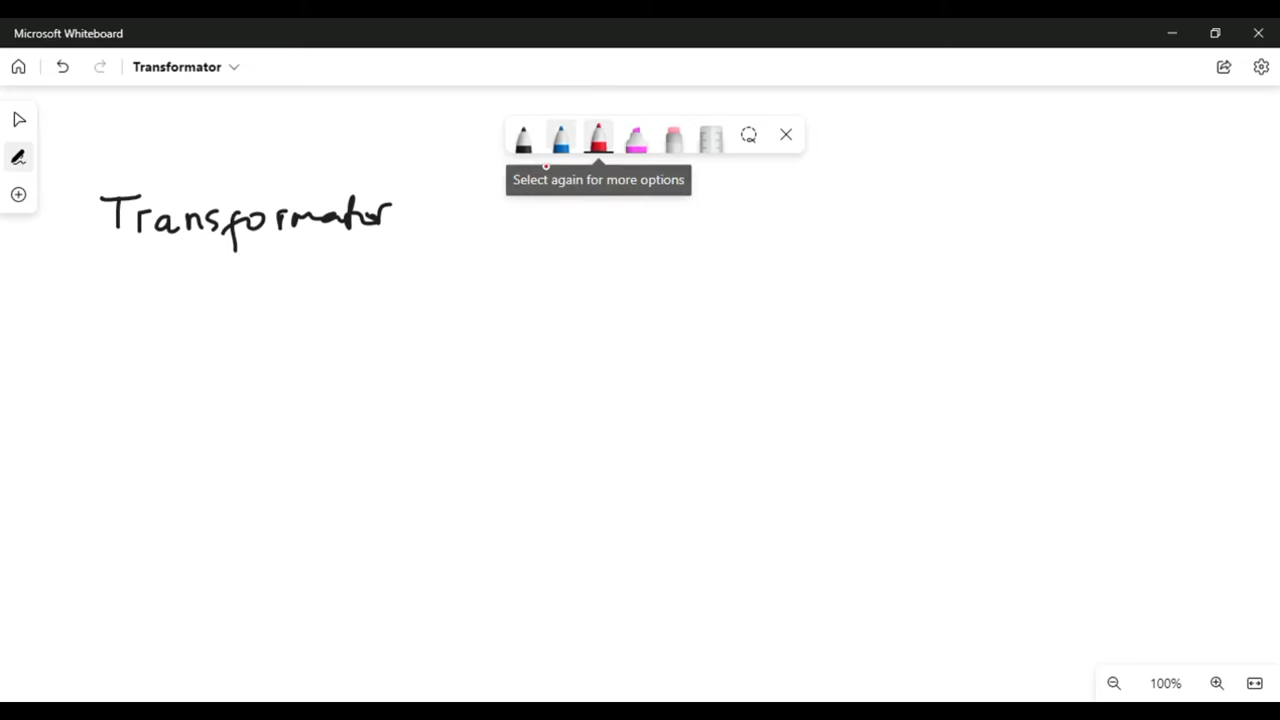 Microsoft Whiteboard
Transformator
Select again for more options
Transformator
100%